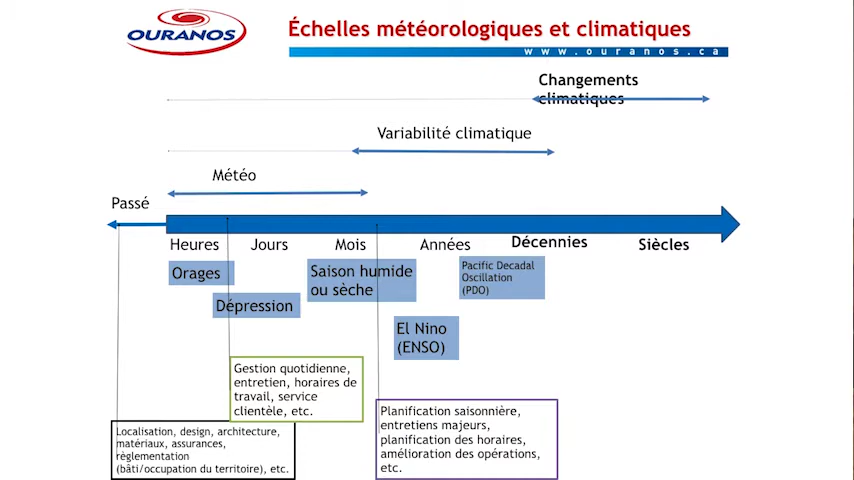 OURANOS
Échelles météorologiques et climatiques
www.ouranos.ca
Changements
climatiques
Variabilité climatique
Météo
Passé
Heures
Jours
Mois
Années
Décennies
Siècles
Orages
Dépression
Saison humide
ou sèche
Pacific Decadal
Oscillation
(PDO)
El Nino
(ENSO)
Gestion quotidienne,
entretien, horaires de
travail, service
clientèle, etc.
Localisation, design, architecture,
matériaux, assurances,
règlementation
(bâti/occupation du territoire), etc.
Planification saisonnière,
entretiens majeurs,
planification des horaires,
amélioration des opérations,
etc.